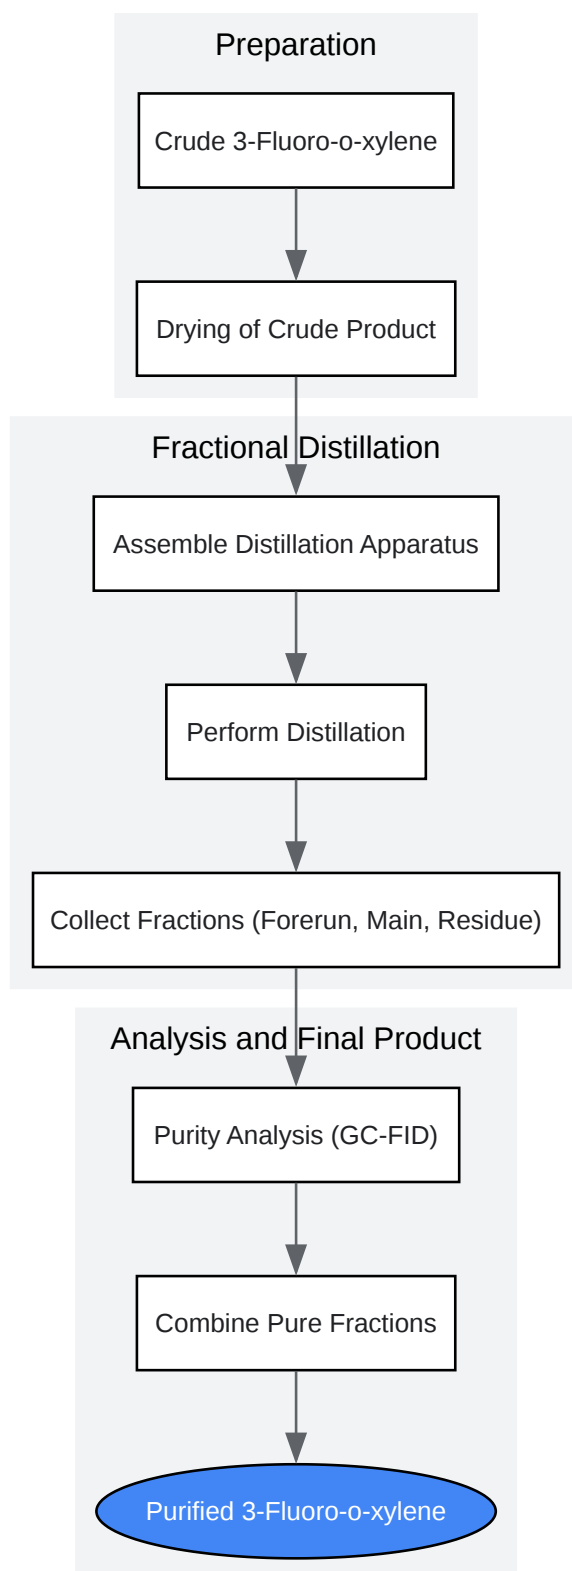 Preparation
Crude 3-Fluoro-o-xylene
Drying of Crude Product
Fractional Distillation
Assemble Distillation Apparatus
Perform Distillation
Collect Fractions (Forerun, Main, Residue)
Analysis and Final Product
Purity Analysis (GC-FID)
Combine Pure Fractions
Purified 3-Fluoro-o-xylene